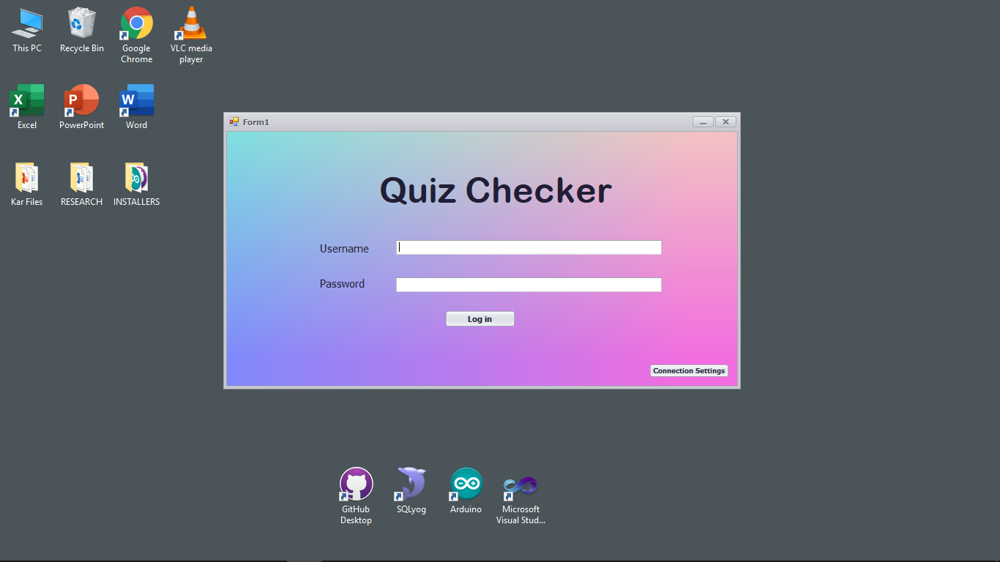 This PC
Recycle Bin
Google
Chrome
VLC media
player
Excel
PowerPoint
Word
Kar Files
RESEARCH
INSTALLERS
Form1
Quiz Checker
Username
Password
Log in
Connection Settings
GitHub
Desktop
SQLyog
Arduino
Microsoft
Visual Stud...